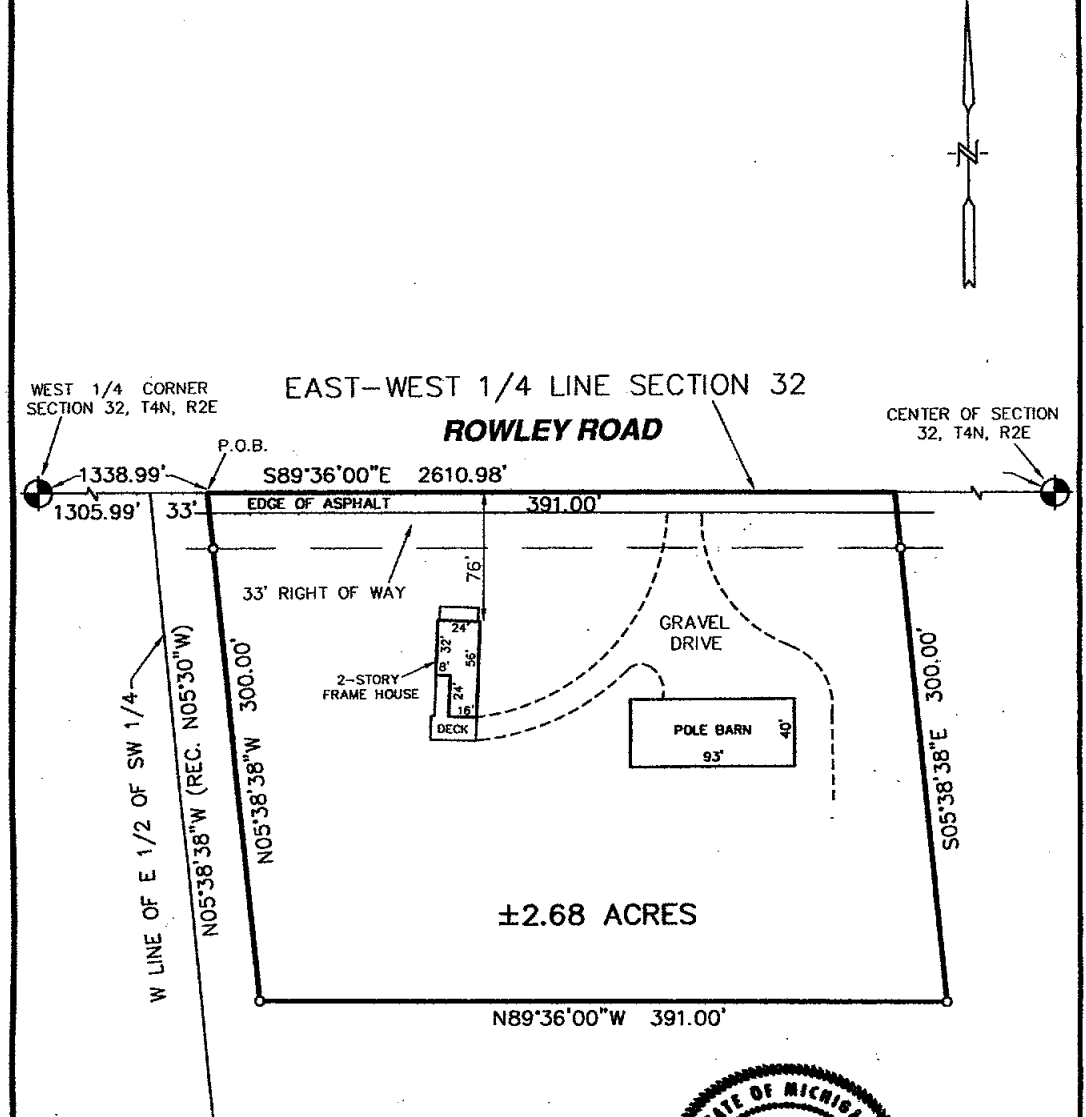 N
EAST-WEST 1/4 LINE SECTION 32
WEST 1/4 CORNER
SECTION 32, T4N, R2E
CENTER OF SECTION
32, T4N, R2E
ROWLEY ROAD
P.O.B.
1338.99'
S89°36'00"E 2610.98'
1305.99'
33'
EDGE OF ASPHALT
391.00'
76'
33' RIGHT OF WAY
24'
32'
56'
8'
24'
16'
2-STORY
FRAME HOUSE
DECK
GRAVEL
DRIVE
POLE BARN
93'
40'
W LINE OF E 1/2 OF SW 1/4
N05°38'38"W (REC. N05°30"W)
N05°38'38"W 300.00'
S05°38'38"E 300.00'
±2.68 ACRES
N89°36'00"W 391.00'
ATE OF MICHIGA